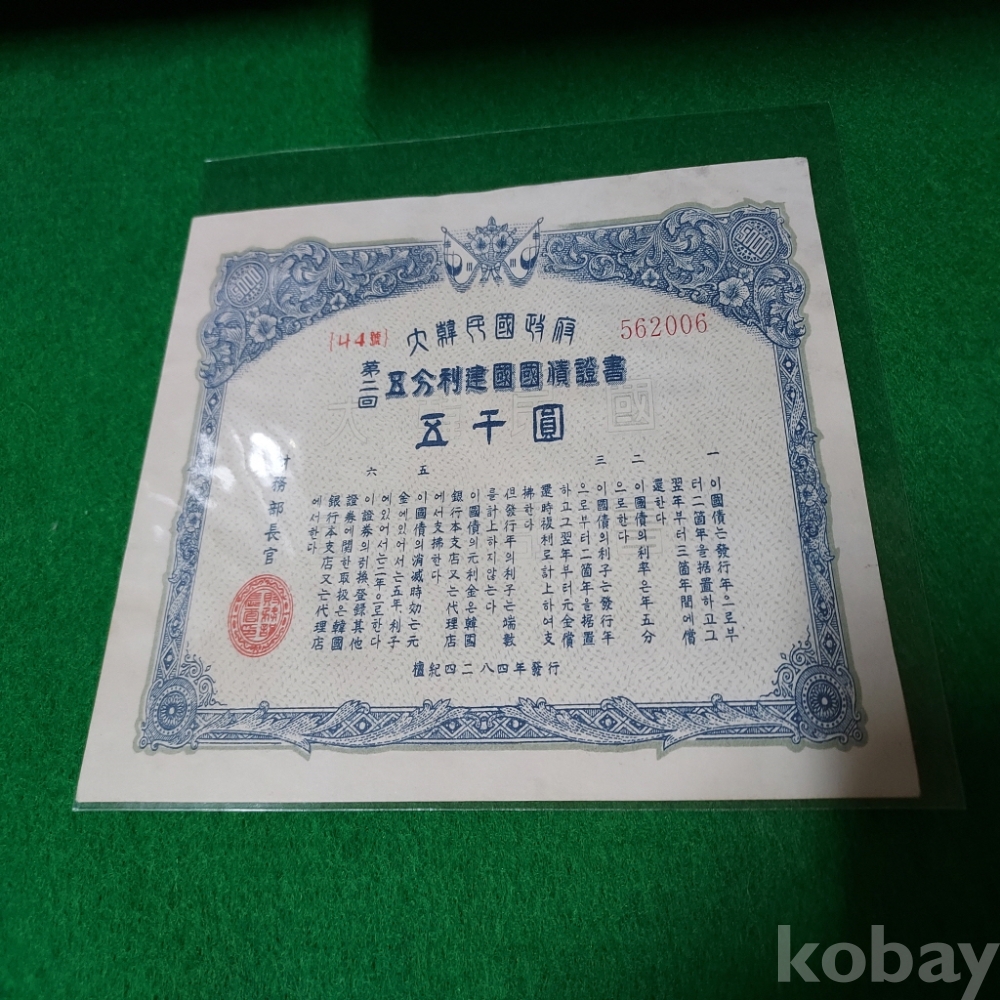 5000
5000
{44號}
大韓民國政府
562006
第二回
五分利建國國債證書
五千圓
大 民國
一 이國債는發行年으로부
터二箇年을据置하고그
翌年부터三箇年間에償
還한다
二 이國債의利率은年五分
으로한다
三 이國債의利子는發行年
으로부터二箇年을据置
하고그翌年부터元金償
還時複利로計上하여支
拂한다
但發行年의利子는端數
를計上하지않는다
이國債의元利金은韓國
銀行本支店又는代理店
에서支拂한다
五 이國債의消滅時効는元
金에있어서는五年、利子
에있어서는二年으로한다
六 이證券의引換登錄其他
證券에關한取扱은韓國
銀行本支店又는代理店
에서한다
財務部長官
檀紀四二八四年發行
kobay